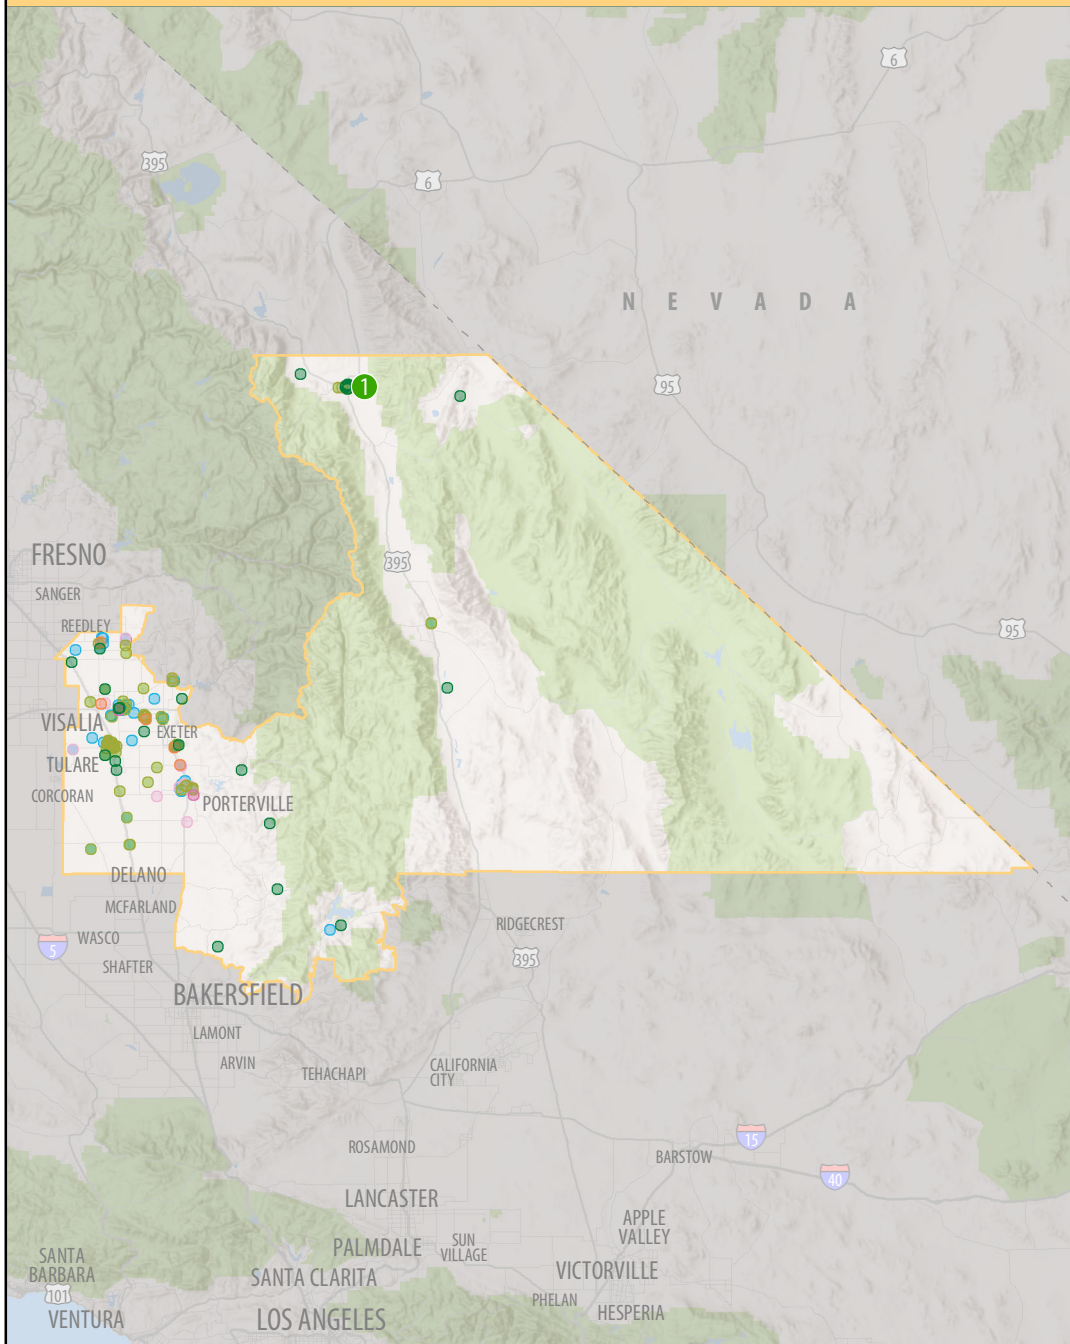 6
395
6
N E V A D A
95
1
FRESNO
395
SANGER
REEDLEY
95
VISALIA
EXETER
TULARE
CORCORAN
PORTERVILLE
DELANO
MCFARLAND
RIDGECREST
WASCO
5
395
SHAFTER
BAKERSFIELD
LAMONT
ARVIN
TEHACHAPI
CALIFORNIA
CITY
15
ROSAMOND
BARSTOW
40
LANCASTER
APPLE
VALLEY
PALMDALE
SUN
VILLAGE
SANTA
BARBARA
SANTA CLARITA
VICTORVILLE
101
PHELAN
HESPERIA
VENTURA
LOS ANGELES